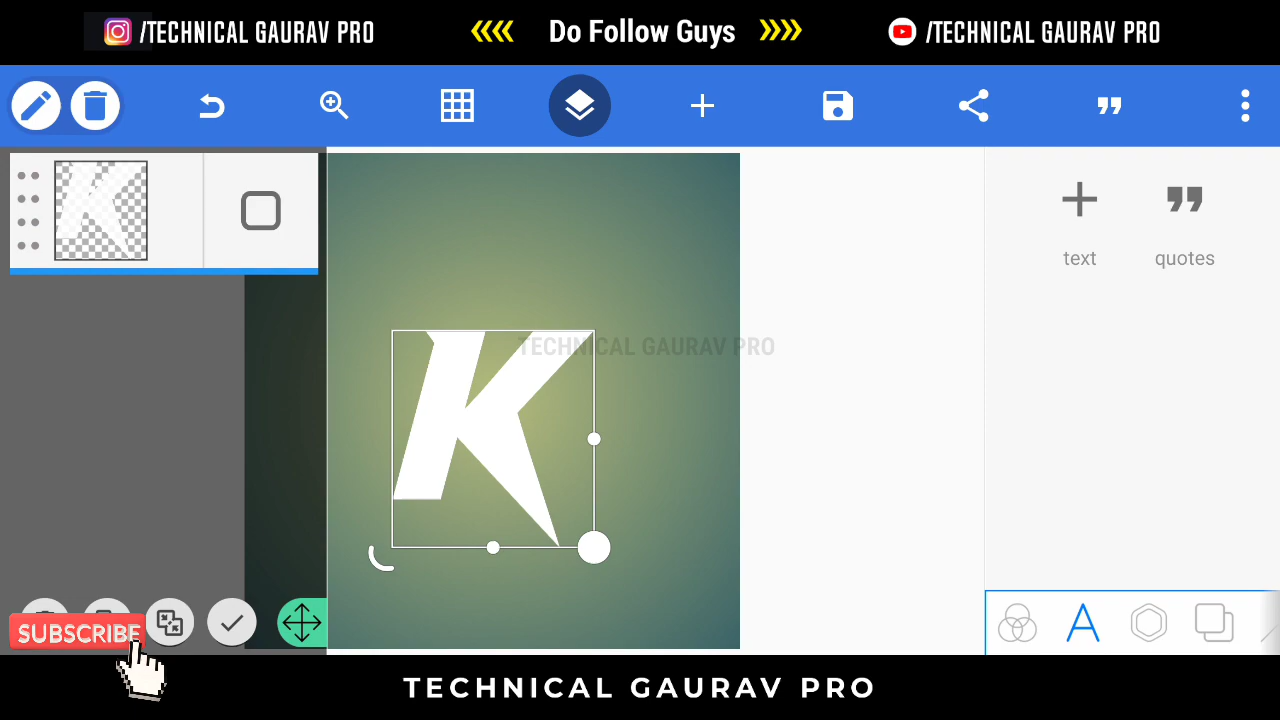 /TECHNICAL GAURAV PRO
Do Follow Guys
/TECHNICAL GAURAV PRO
text
quotes
K
TECHNICAL GAURAV PRO
SUBSCRIBE
TECHNICAL GAURAV PRO